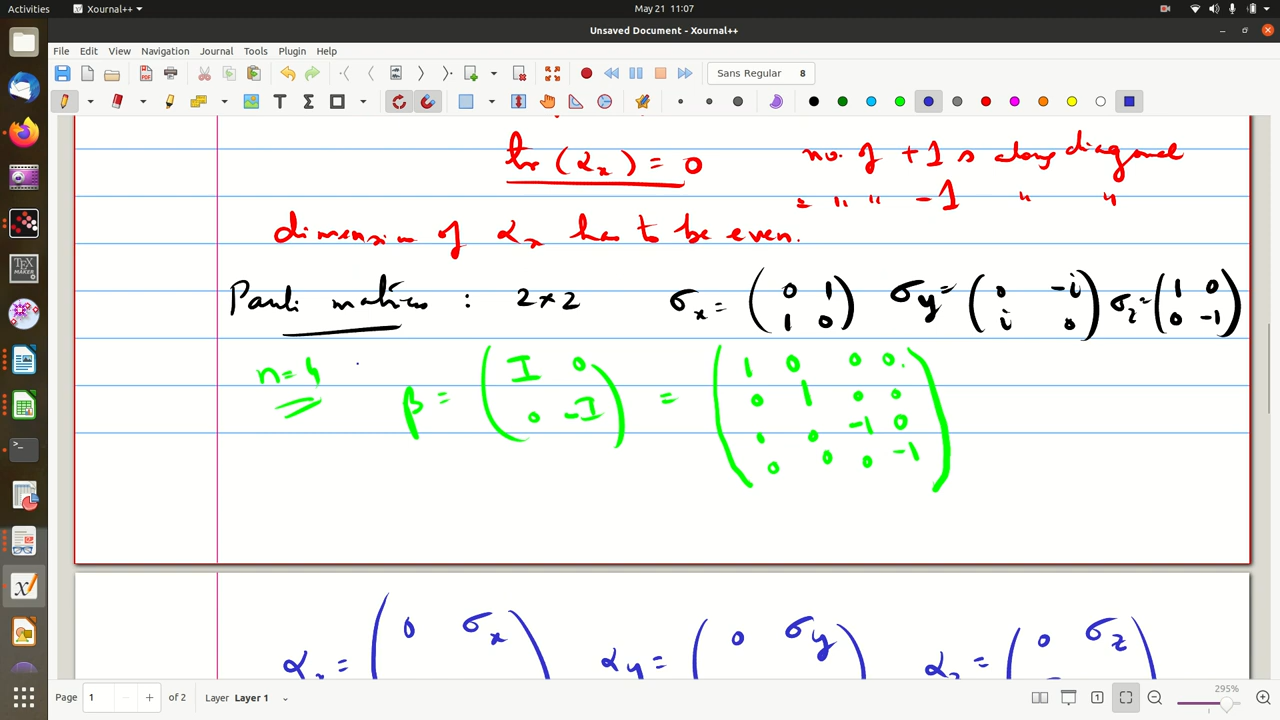 Activities Xournal++ May 21 11:07
Unsaved Document - Xournal++
File Edit View Navigation Journal Tools Plugin Help
Sans Regular 8
tr (αx) = 0 no. of +1 s along diagonal
= " " -1 " "
dimension of αx has to be even.
Pauli matrices : 2×2 σx = (0 1 σy = (0 -i σz = (1 0
1 0) i 0) 0 -1)
n=4 β = (I 0 = (1 0 0 0
0 -I) 0 1 0 0
0 0 -1 0
0 0 0 -1)
αx = (0 σx αy = (0 σy αz = (0 σz
Page 1 of 2 Layer Layer 1 295%